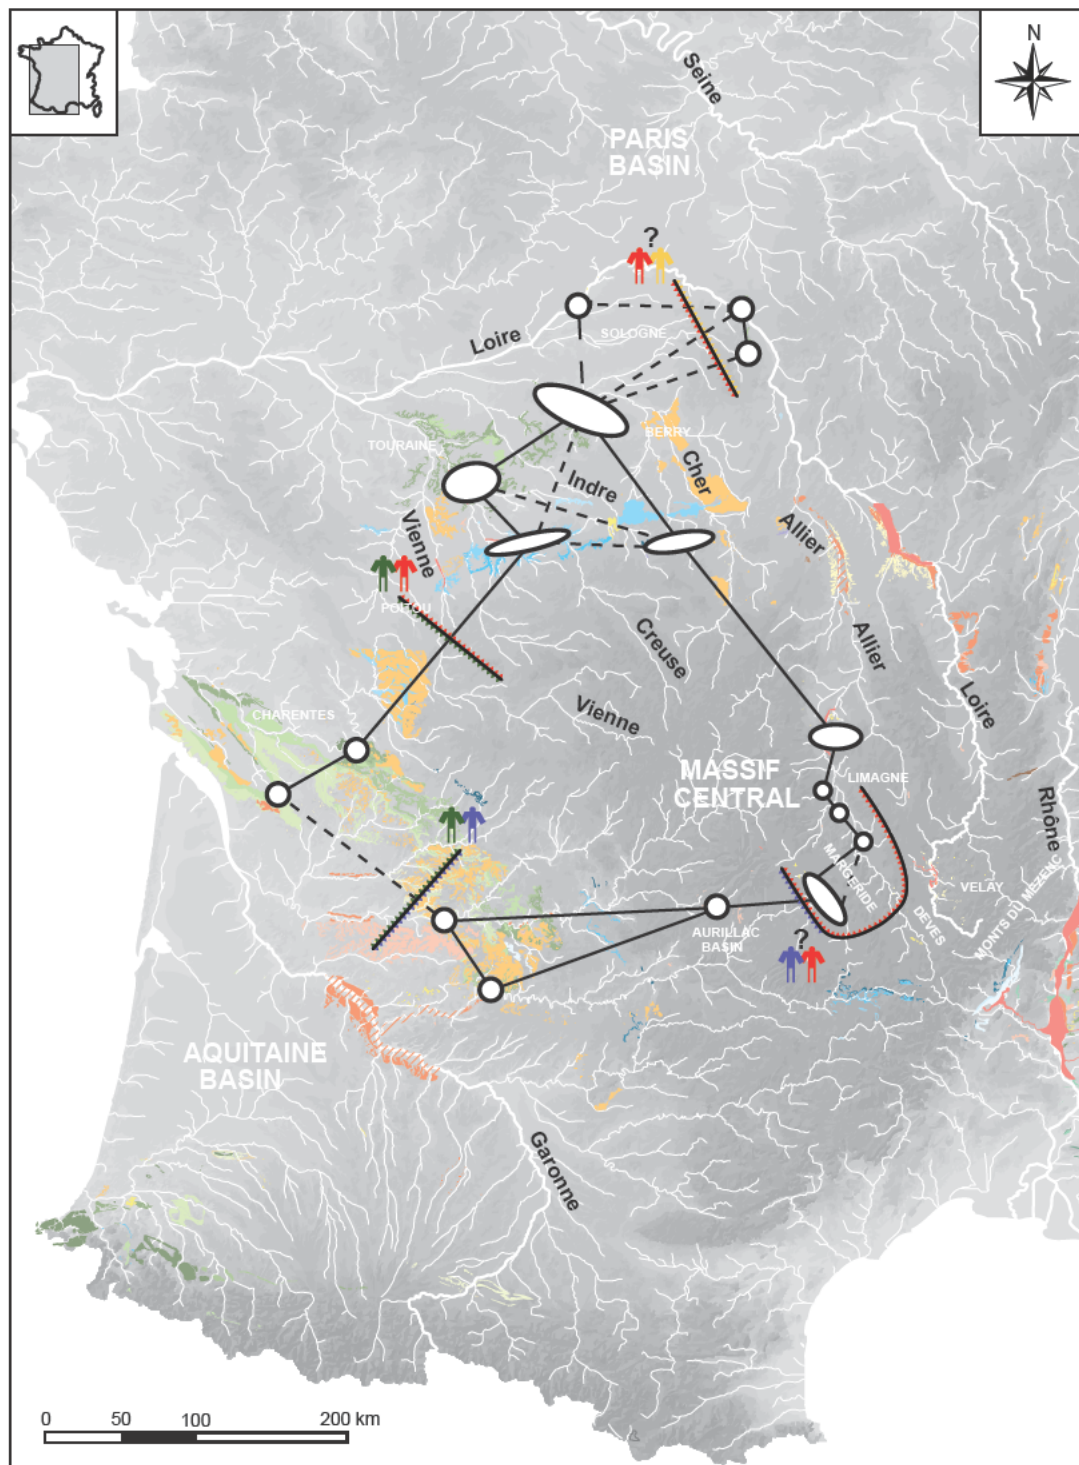 N
Seine
PARIS
BASIN
?
Loire
SOLOGNE
TOURAINE
BERRY
Cher
Indre
Vienne
Allier
POITOU
Creuse
Allier
Vienne
Loire
CHARENTES
MASSIF
CENTRAL
LIMAGNE
Rhône
MARGERIDE
VELAY
MONTS DU MEZENC
DEVES
AURILLAC
BASIN
?
AQUITAINE
BASIN
Garonne
0 50 100 200 km